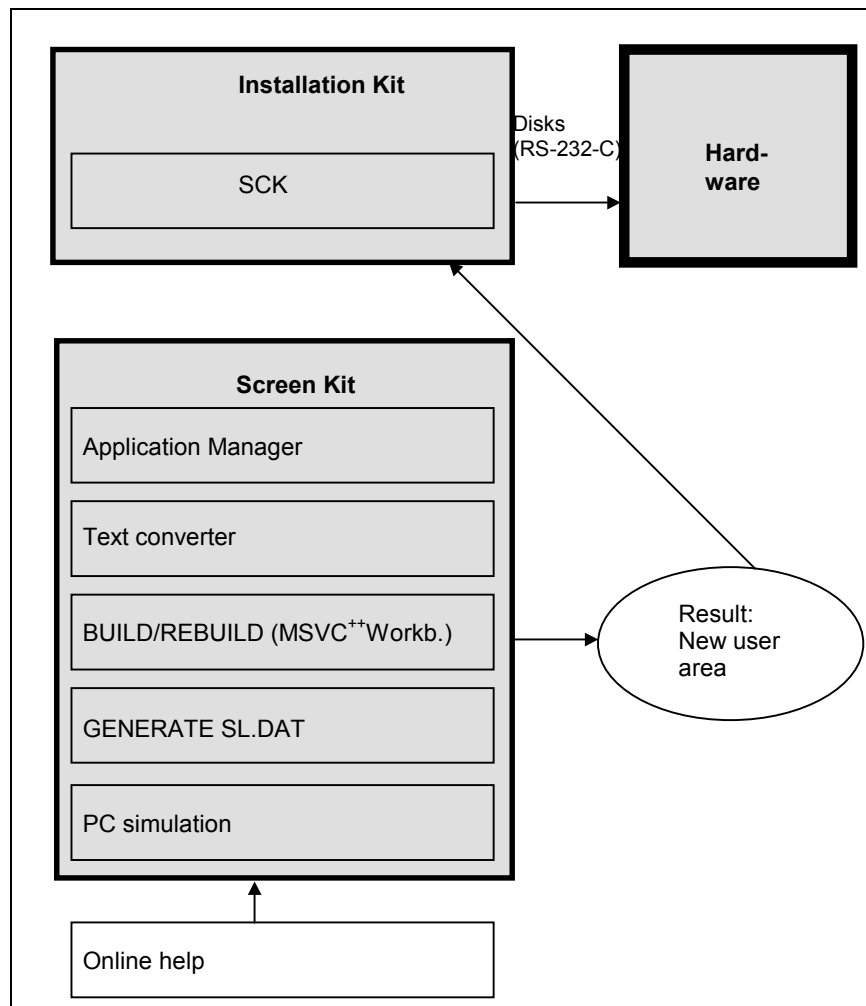 Installation Kit
SCK
Disks
(RS-232-C)
Hard-
ware
Screen Kit
Application Manager
Text converter
BUILD/REBUILD (MSVC++Workb.)
GENERATE SL.DAT
PC simulation
Result:
New user
area
Online help